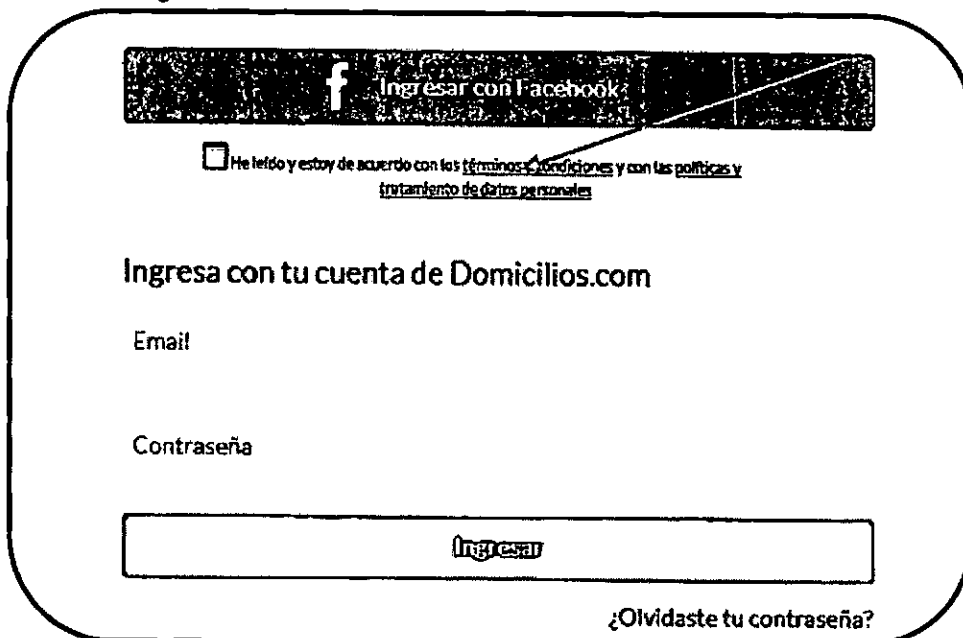 f Ingresar con Facebook
He leído y estoy de acuerdo con los términos y condiciones y con las políticas y
tratamiento de datos personales
Ingresa con tu cuenta de Domicilios.com
Email
Contraseña
Ingresar
¿Olvidaste tu contraseña?